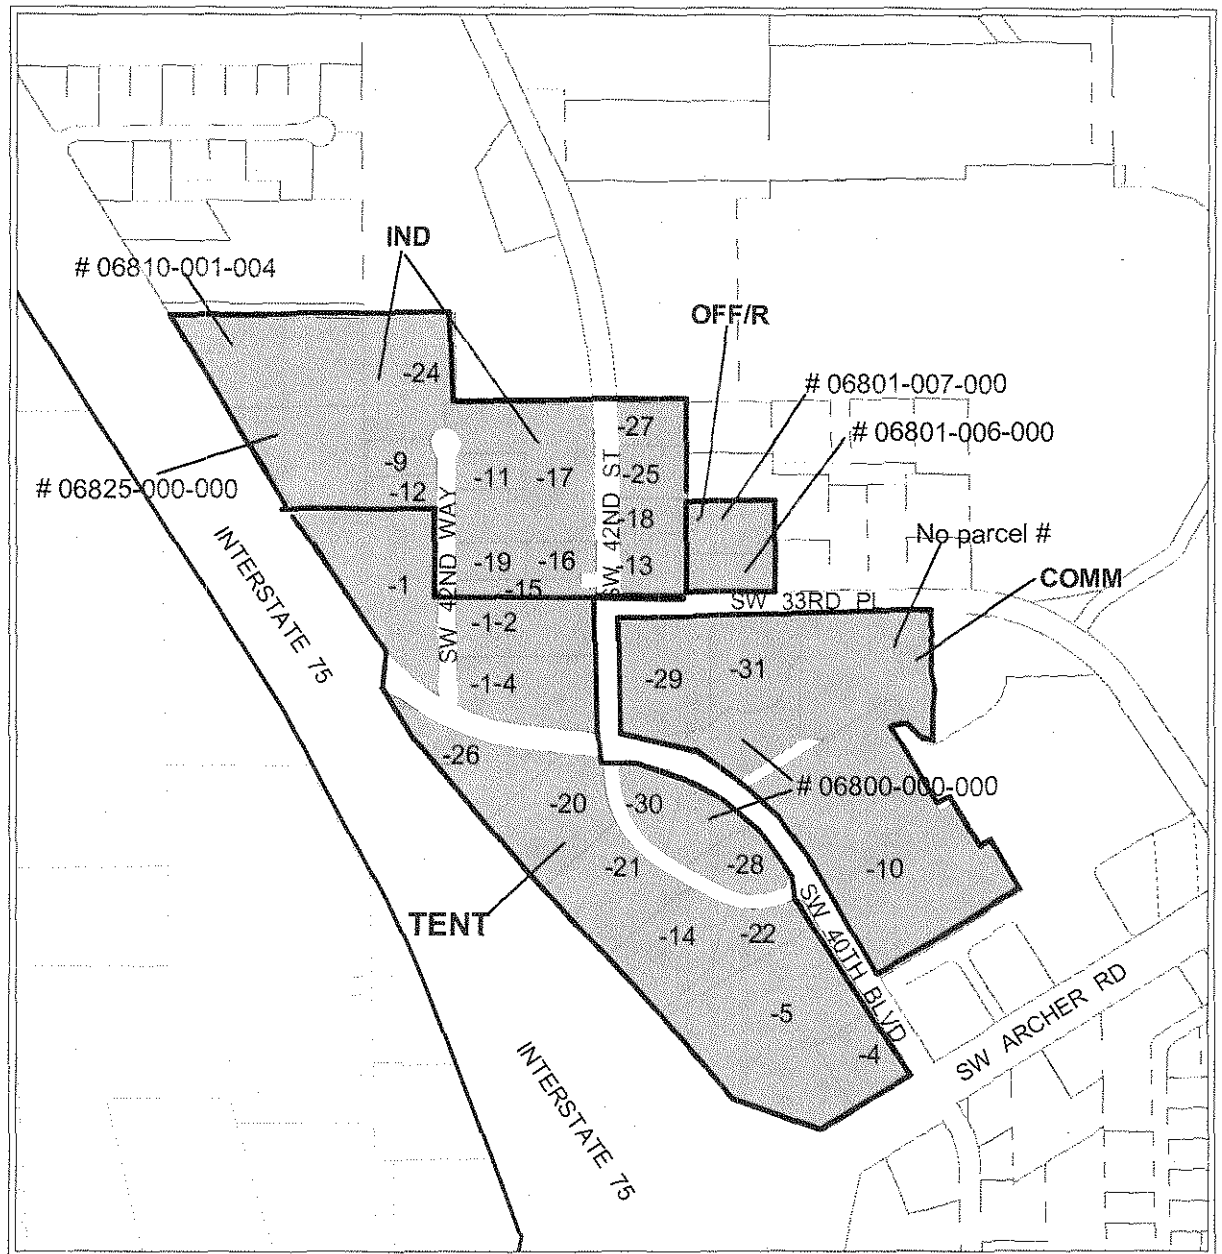 IND
# 06810-001-004
OFF/R
-24
# 06801-007-000
-27
# 06801-006-000
-9
-11
-17
-25
# 06825-000-000
-12
SW 42ND WAY
SW 42ND ST
-18
No parcel #
INTERSTATE 75
-1
-19
-16
-13
COMM
-15
SW 33RD Pl
-1-2
-29
-31
-1-4
-26
# 06800-000-000
-20
-30
-21
-28
-10
TENT
-14
-22
SW 40TH BLVD
-5
-4
SW ARCHER RD
INTERSTATE 75